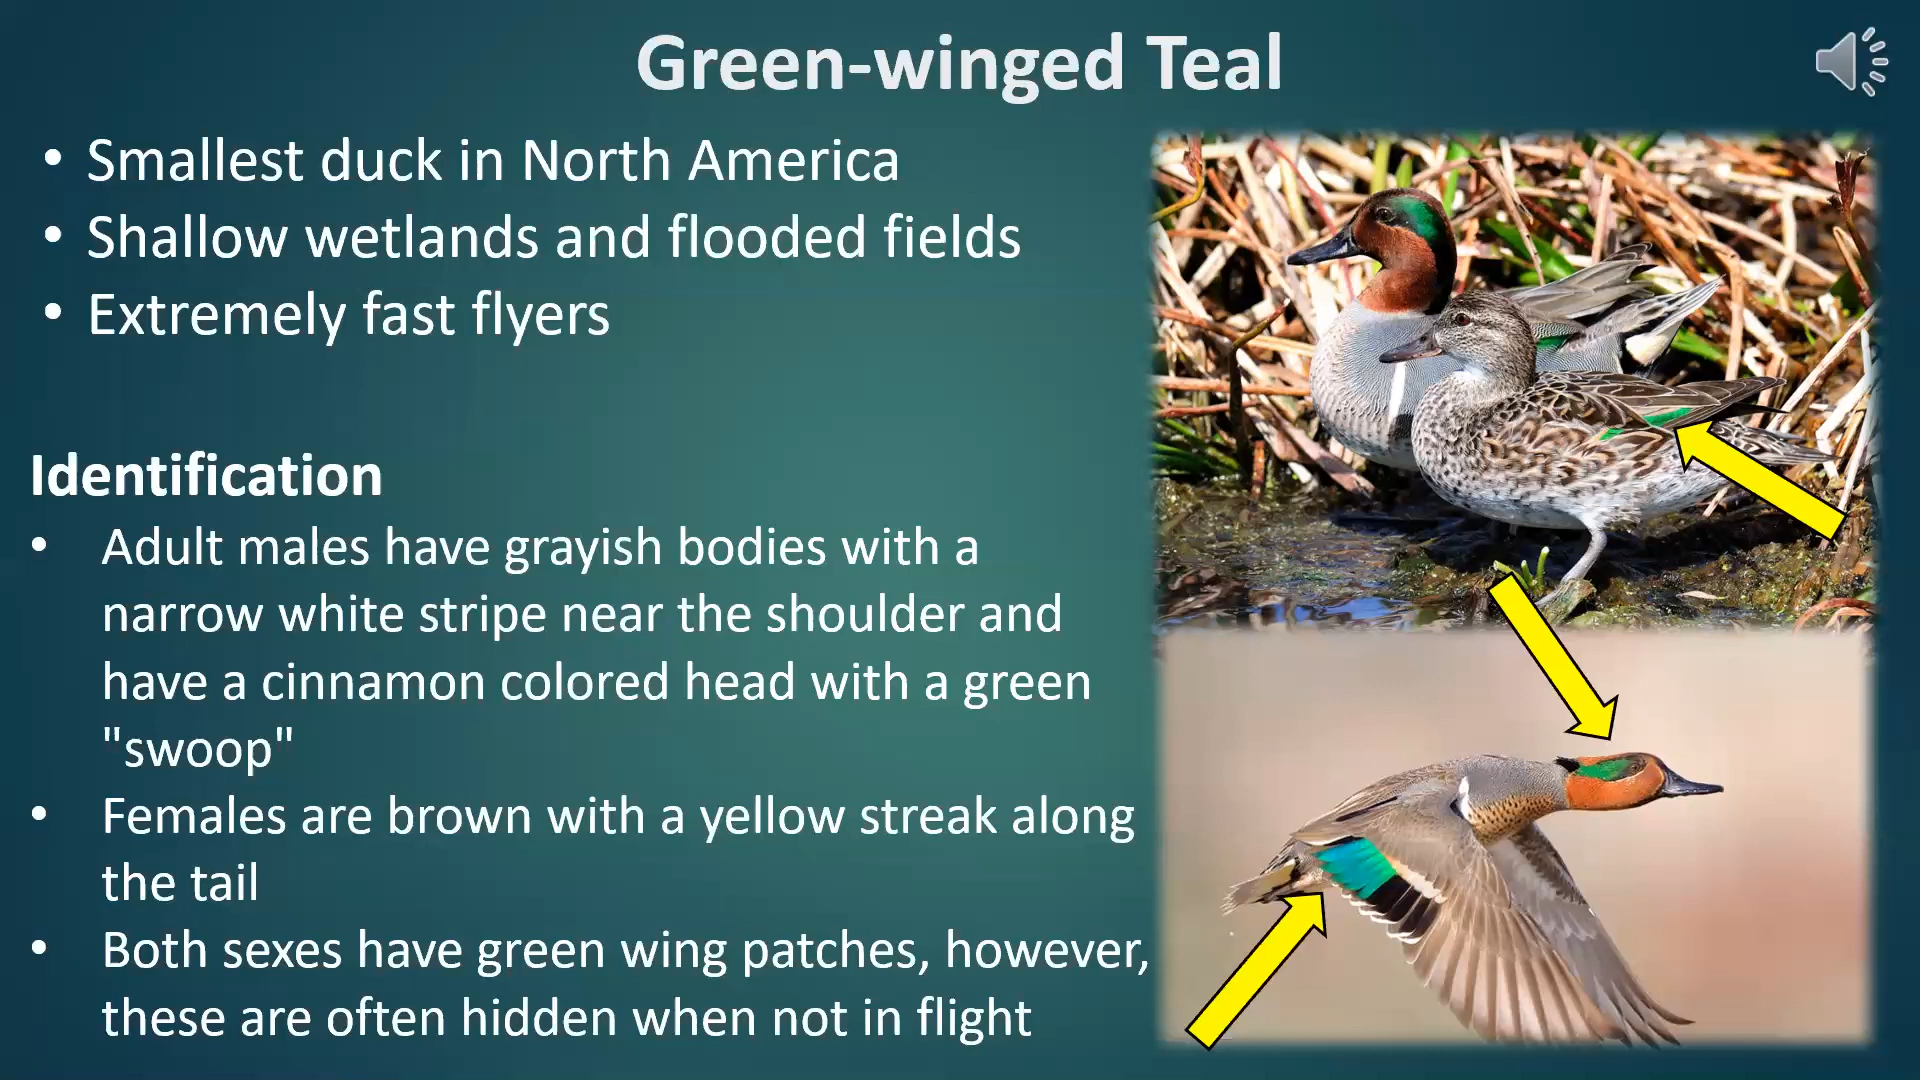 Green-winged Teal
• Smallest duck in North America
• Shallow wetlands and flooded fields
• Extremely fast flyers
Identification
• Adult males have grayish bodies with a
narrow white stripe near the shoulder and
have a cinnamon colored head with a green
"swoop"
• Females are brown with a yellow streak along
the tail
• Both sexes have green wing patches, however,
these are often hidden when not in flight